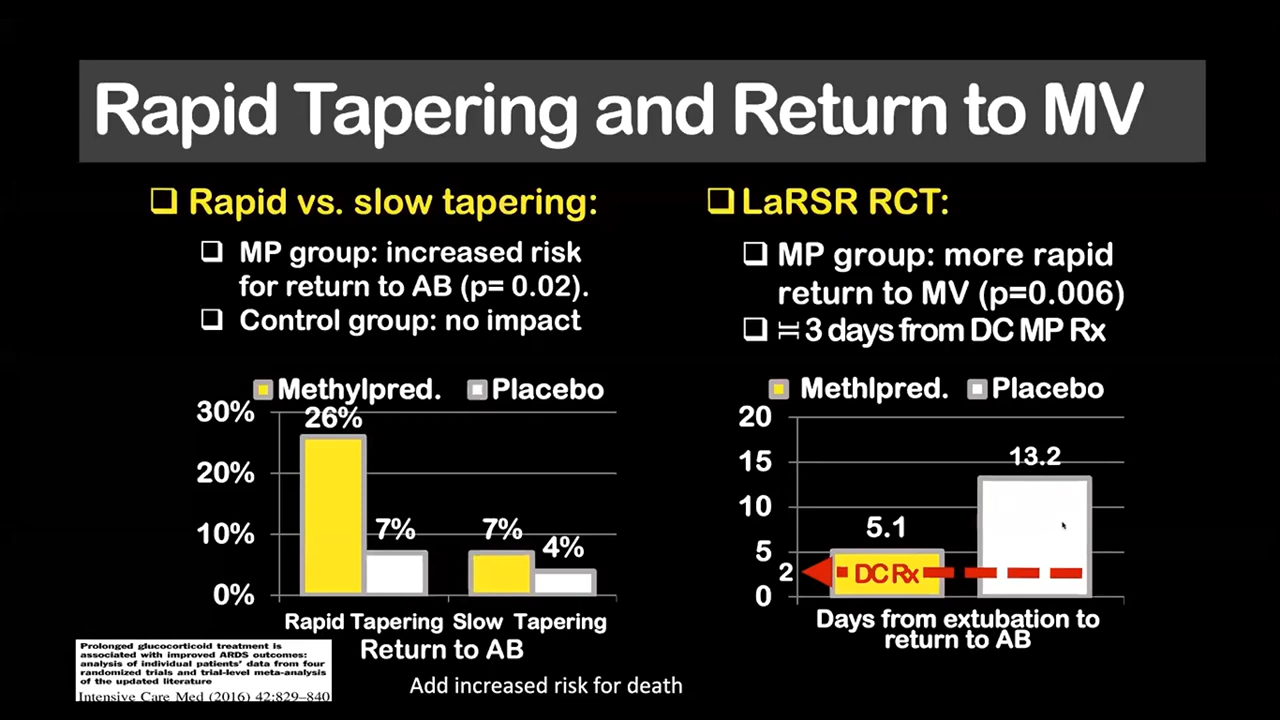 Rapid Tapering and Return to MV
Rapid vs. slow tapering:
MP group: increased risk
for return to AB (p= 0.02).
Control group: no impact
Methylpred. Placebo
30%
20%
10%
0%
26%
7%
7%
4%
Rapid Tapering Slow Tapering
Return to AB
LaRSR RCT:
MP group: more rapid
return to MV (p=0.006)
3 days from DC MP Rx
Methlpred. Placebo
20
15
10
5
2
0
5.1
13.2
DC Rx
Days from extubation to
return to AB
Prolonged glucocorticoid treatment is
associated with improved ARDS outcomes:
analysis of individual patients' data from four
randomized trials and trial-level meta-analysis
of the updated literature
Intensive Care Med (2016) 42:829–840
Add increased risk for death